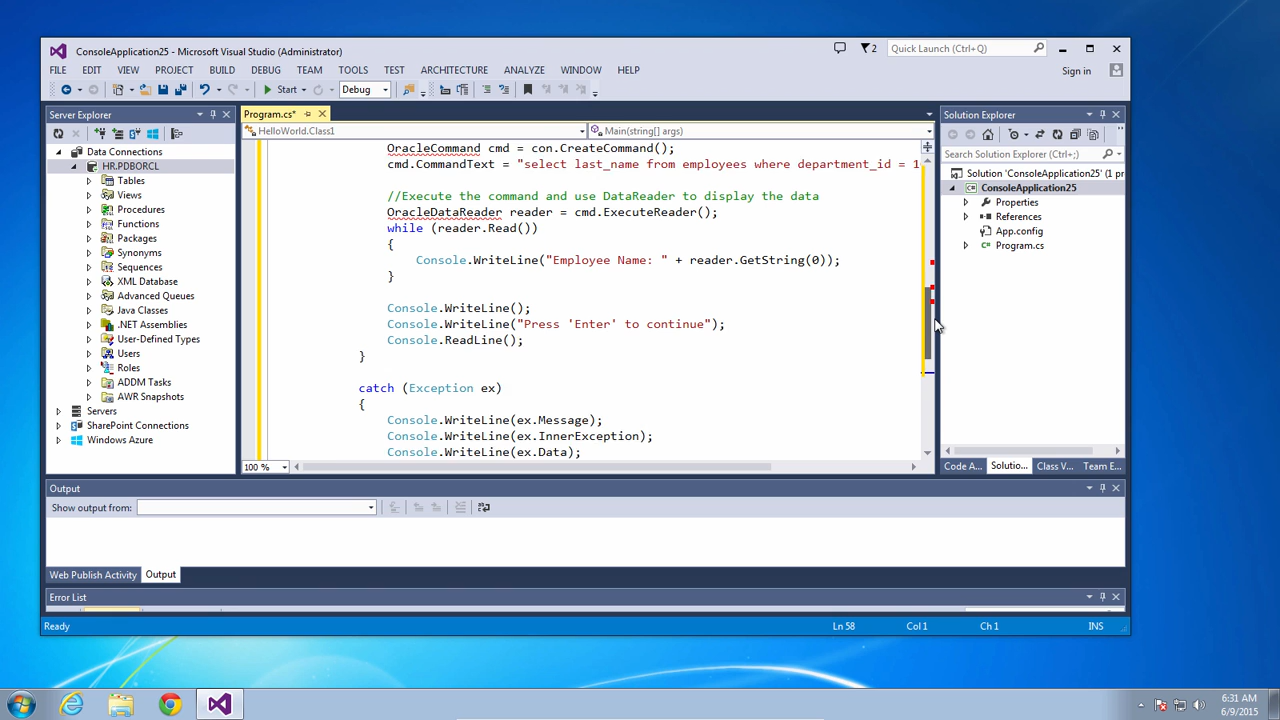 ConsoleApplication25 - Microsoft Visual Studio (Administrator)
2
Quick Launch (Ctrl+Q)
FILE EDIT VIEW PROJECT BUILD DEBUG TEAM TOOLS TEST ARCHITECTURE ANALYZE WINDOW HELP
Sign in
Start
Debug
Server Explorer
Data Connections
HR.PDBORCL
Tables
Views
Procedures
Functions
Packages
Synonyms
Sequences
XML Database
Advanced Queues
Java Classes
.NET Assemblies
User-Defined Types
Users
Roles
ADDM Tasks
AWR Snapshots
Servers
SharePoint Connections
Windows Azure
Program.cs*
HelloWorld.Class1
Main(string[] args)
OracleCommand cmd = con.CreateCommand();
cmd.CommandText = "select last_name from employees where department_id = 1
//Execute the command and use DataReader to display the data
OracleDataReader reader = cmd.ExecuteReader();
while (reader.Read())
{
Console.WriteLine("Employee Name: " + reader.GetString(0));
}
Console.WriteLine();
Console.WriteLine("Press 'Enter' to continue");
Console.ReadLine();
}
catch (Exception ex)
{
Console.WriteLine(ex.Message);
Console.WriteLine(ex.InnerException);
Console.WriteLine(ex.Data);
100 %
Solution Explorer
Search Solution Explorer (Ctrl+;)
Solution 'ConsoleApplication25' (1 pr
ConsoleApplication25
Properties
References
App.config
Program.cs
Code A... Solutio... Class V... Team E...
Output
Show output from:
Web Publish Activity Output
Error List
Ready
Ln 58 Col 1 Ch 1 INS
6:31 AM
6/9/2015